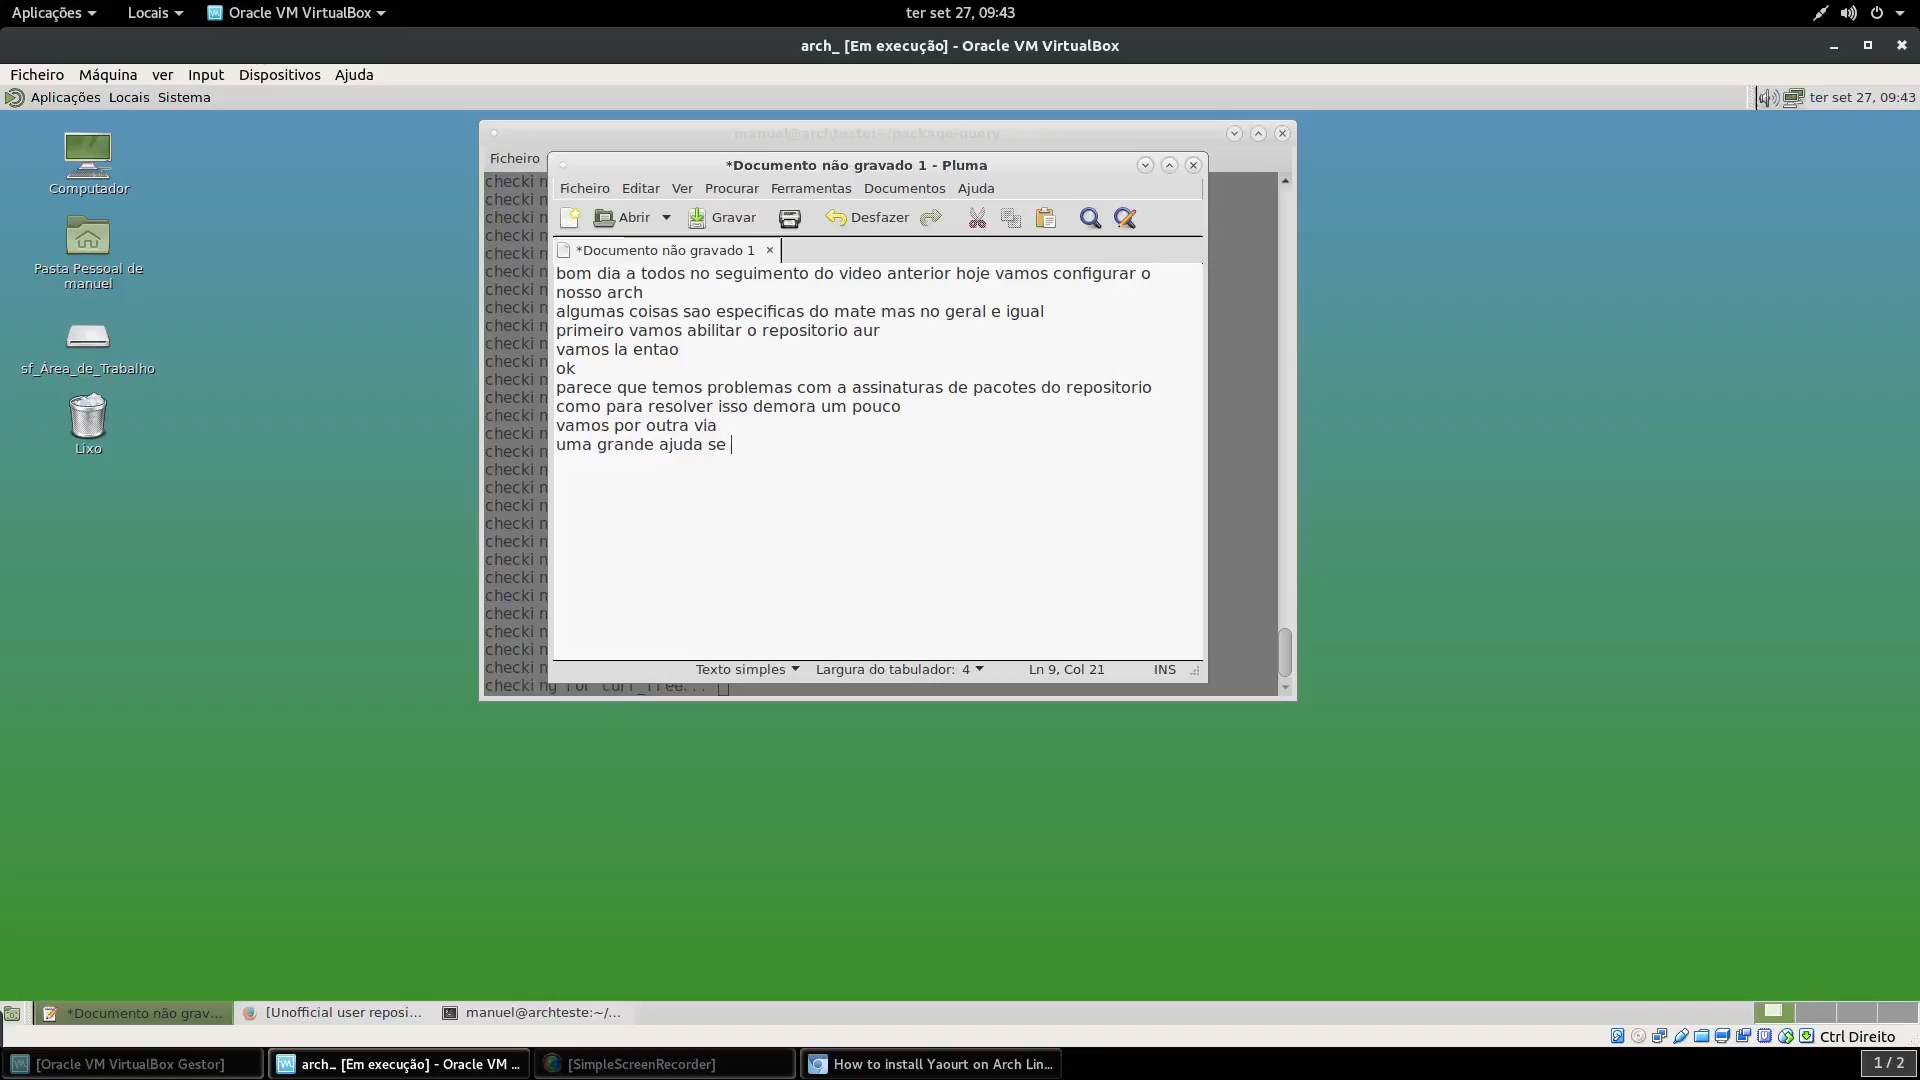 Aplicações Locais Oracle VM VirtualBox ter set 27, 09:43
arch_ [Em execução] - Oracle VM VirtualBox
Ficheiro Máquina ver Input Dispositivos Ajuda
Aplicações Locais Sistema ter set 27, 09:43
Computador
Pasta Pessoal de
manuel
sf_Área_de_Trabalho
Lixo
manuel@archteste:~/package-query
Ficheiro
*Documento não gravado 1 - Pluma
Ficheiro Editar Ver Procurar Ferramentas Documentos Ajuda
Abrir Gravar Desfazer
*Documento não gravado 1 ×
bom dia a todos no seguimento do video anterior hoje vamos configurar o
nosso arch
algumas coisas sao especificas do mate mas no geral e igual
primeiro vamos abilitar o repositorio aur
vamos la entao
ok
parece que temos problemas com a assinaturas de pacotes do repositorio
como para resolver isso demora um pouco
vamos por outra via
uma grande ajuda se
Texto simples Largura do tabulador: 4 Ln 9, Col 21 INS
checking for curl_free...
*Documento não grav... [Unofficial user reposi... manuel@archteste:~/...
Ctrl Direito
[Oracle VM VirtualBox Gestor] arch_ [Em execução] - Oracle VM ... [SimpleScreenRecorder] How to install Yaourt on Arch Lin... 1 / 2